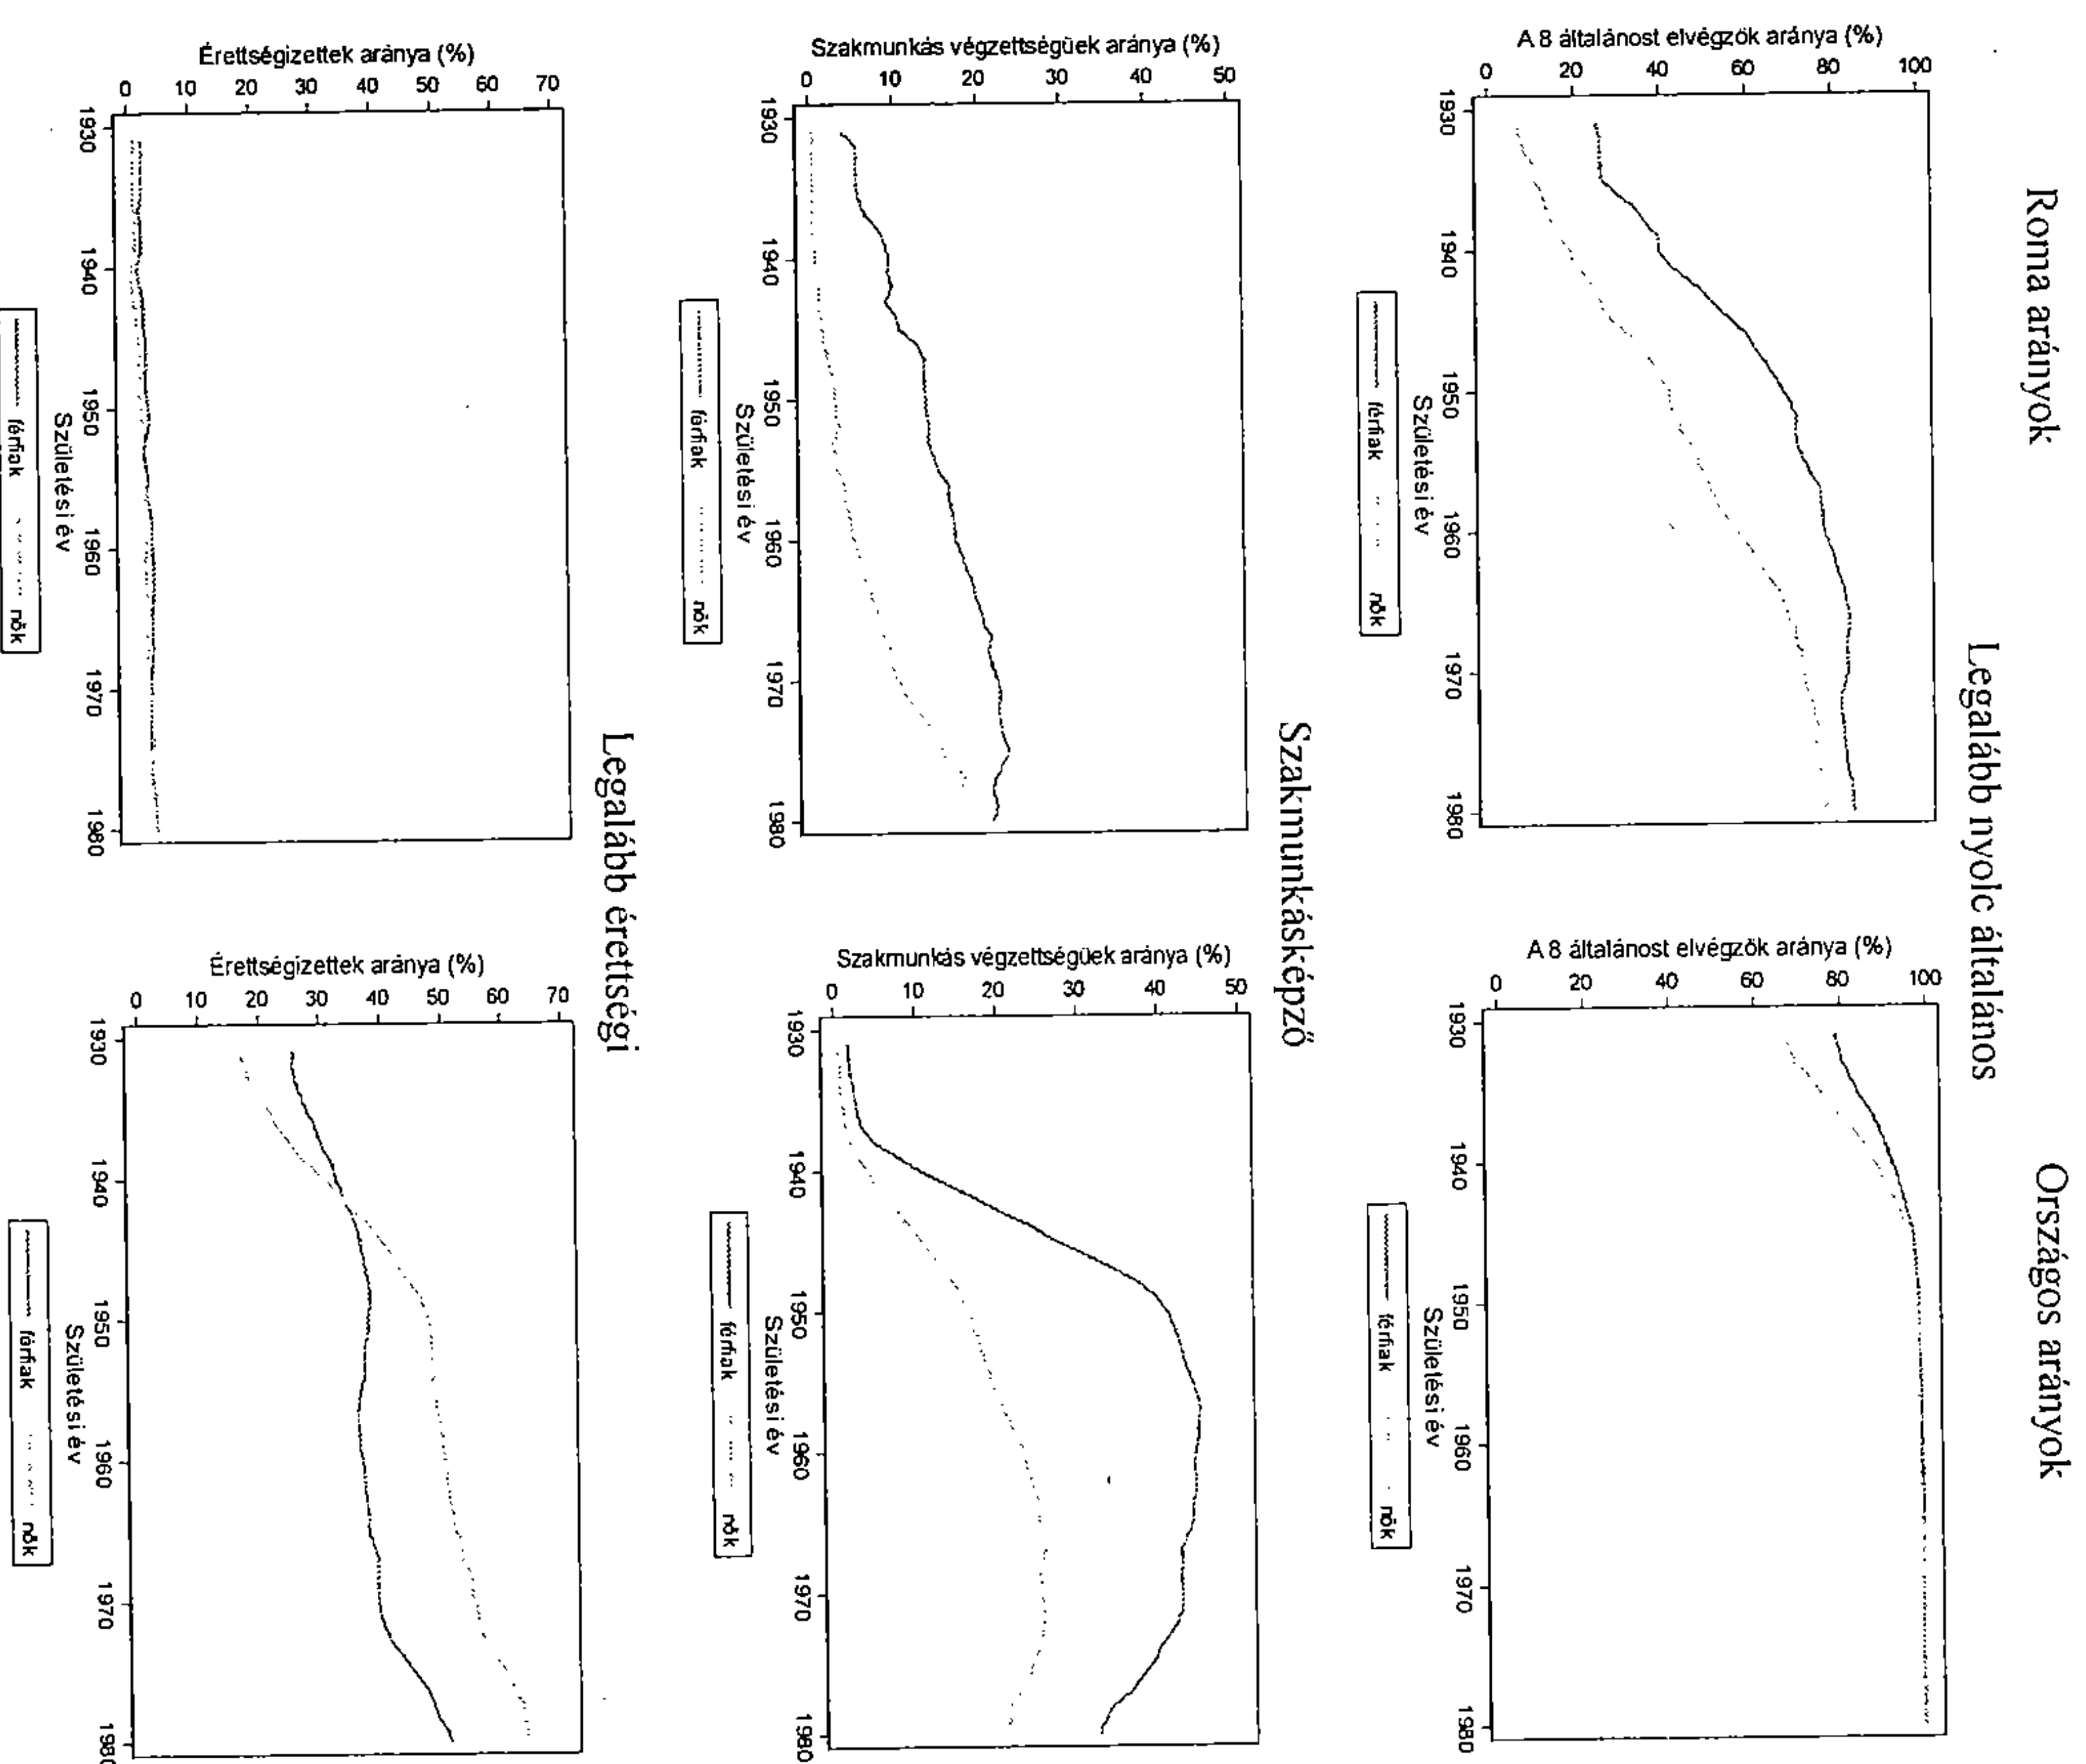 Roma arányok
Országos arányok
Legalább nyolc általános
A 8 általánost elvégzők aránya (%)
100
80
60
40
20
0
1930
1940
1950
1960
1970
1980
Születési év
férfiak
nők
A 8 általánost elvégzők aránya (%)
100
80
60
40
20
0
1930
1940
1950
1960
1970
1980
Születési év
férfiak
nők
Szakmunkásképző
Szakmunkás végzettségűek aránya (%)
50
40
30
20
10
0
1930
1940
1950
1960
1970
1980
Születési év
férfiak
nők
Szakmunkás végzettségűek aránya (%)
50
40
30
20
10
0
1930
1940
1950
1960
1970
1980
Születési év
férfiak
nők
Legalább érettségi
Érettségizettek aránya (%)
70
60
50
40
30
20
10
0
1930
1940
1950
1960
1970
1980
Születési év
férfiak
nők
Érettségizettek aránya (%)
70
60
50
40
30
20
10
0
1930
1940
1950
1960
1970
1980
Születési év
férfiak
nők